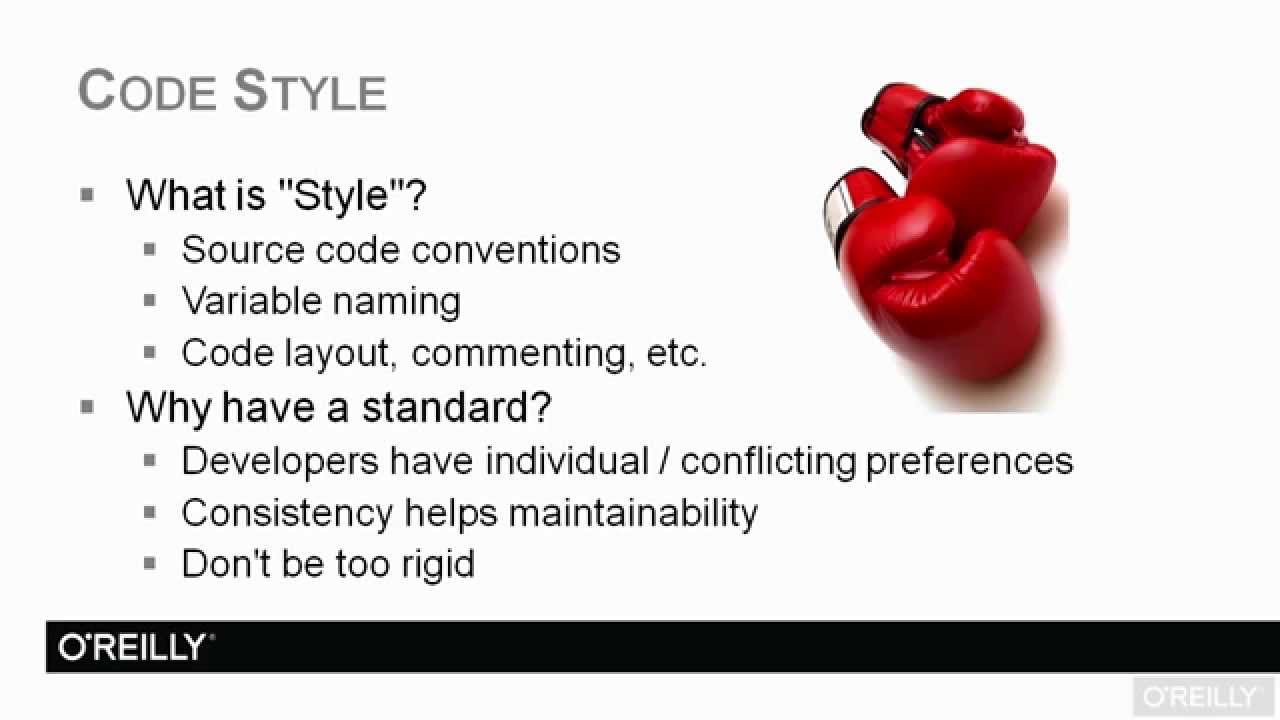 CODE STYLE
What is "Style"?
Source code conventions
Variable naming
Code layout, commenting, etc.
Why have a standard?
Developers have individual / conflicting preferences
Consistency helps maintainability
Don't be too rigid
O'REILLY®
O'REILLY